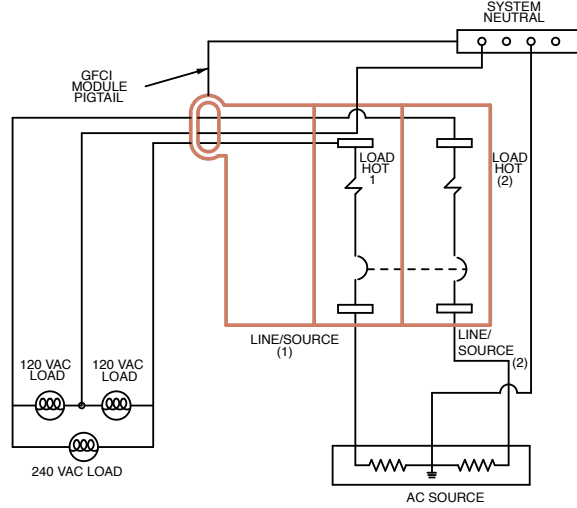 SYSTEM
NEUTRAL
GFCI
MODULE
PIGTAIL
LOAD
HOT
1
LOAD
HOT
(2)
LINE/SOURCE
(1)
LINE/
SOURCE
(2)
120 VAC
LOAD
120 VAC
LOAD
240 VAC LOAD
AC SOURCE